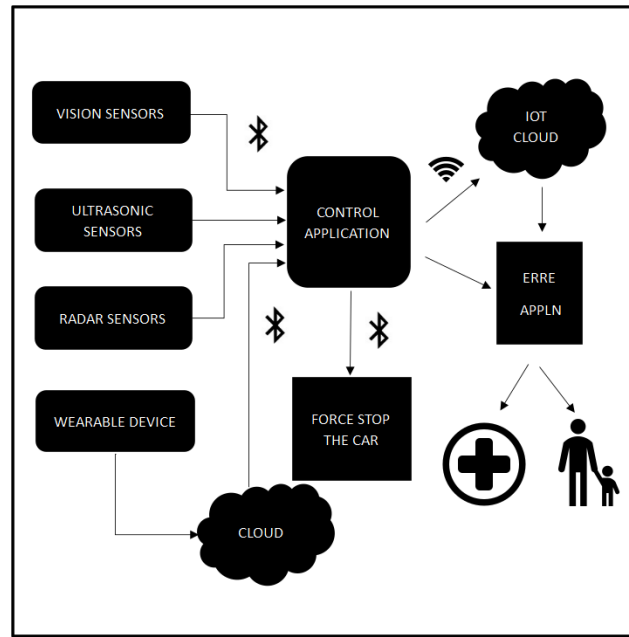 VISION SENSORS
IOT
CLOUD
ULTRASONIC
SENSORS
CONTROL
APPLICATION
ERRE
APPLN
RADAR SENSORS
WEARABLE DEVICE
FORCE STOP
THE CAR
CLOUD